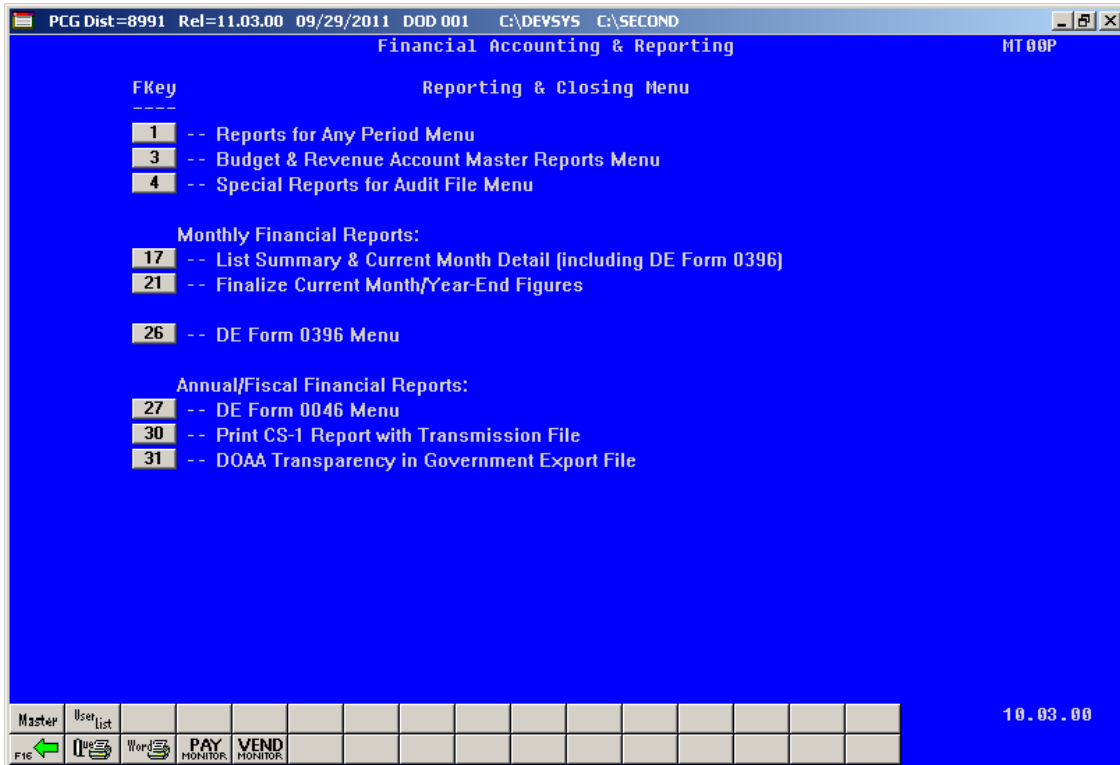 PCG Dist=8991 Rel=11.03.00 09/29/2011 DOD 001 C:\DEVSYS C:\SECOND
Financial Accounting & Reporting MT00P
FKey Reporting & Closing Menu
----
1 -- Reports for Any Period Menu
3 -- Budget & Revenue Account Master Reports Menu
4 -- Special Reports for Audit File Menu
Monthly Financial Reports:
17 -- List Summary & Current Month Detail (including DE Form 0396)
21 -- Finalize Current Month/Year-End Figures
26 -- DE Form 0396 Menu
Annual/Fiscal Financial Reports:
27 -- DE Form 0046 Menu
30 -- Print CS-1 Report with Transmission File
31 -- DOAA Transparency in Government Export File
Master User List 10.03.00
F16 Que Word PAY MONITOR VEND MONITOR